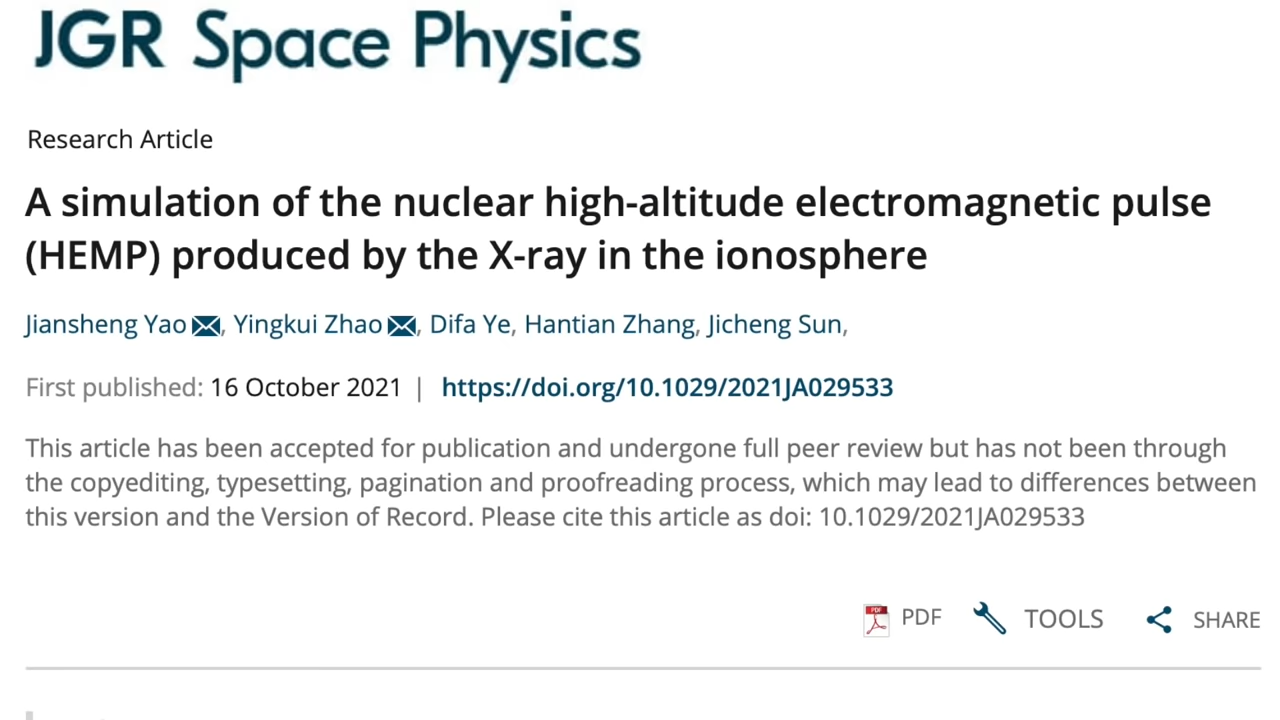 JGR Space Physics
Research Article
A simulation of the nuclear high-altitude electromagnetic pulse
(HEMP) produced by the X-ray in the ionosphere
Jiansheng Yao, Yingkui Zhao, Difa Ye, Hantian Zhang, Jicheng Sun,
First published: 16 October 2021 | https://doi.org/10.1029/2021JA029533
This article has been accepted for publication and undergone full peer review but has not been through
the copyediting, typesetting, pagination and proofreading process, which may lead to differences between
this version and the Version of Record. Please cite this article as doi: 10.1029/2021JA029533
PDF TOOLS SHARE